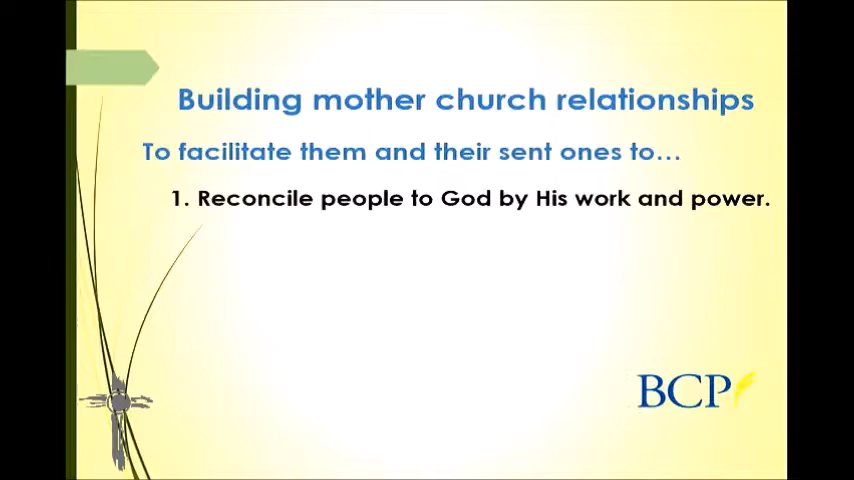 Building mother church relationships
To facilitate them and their sent ones to...
1. Reconcile people to God by His work and power.
BCP